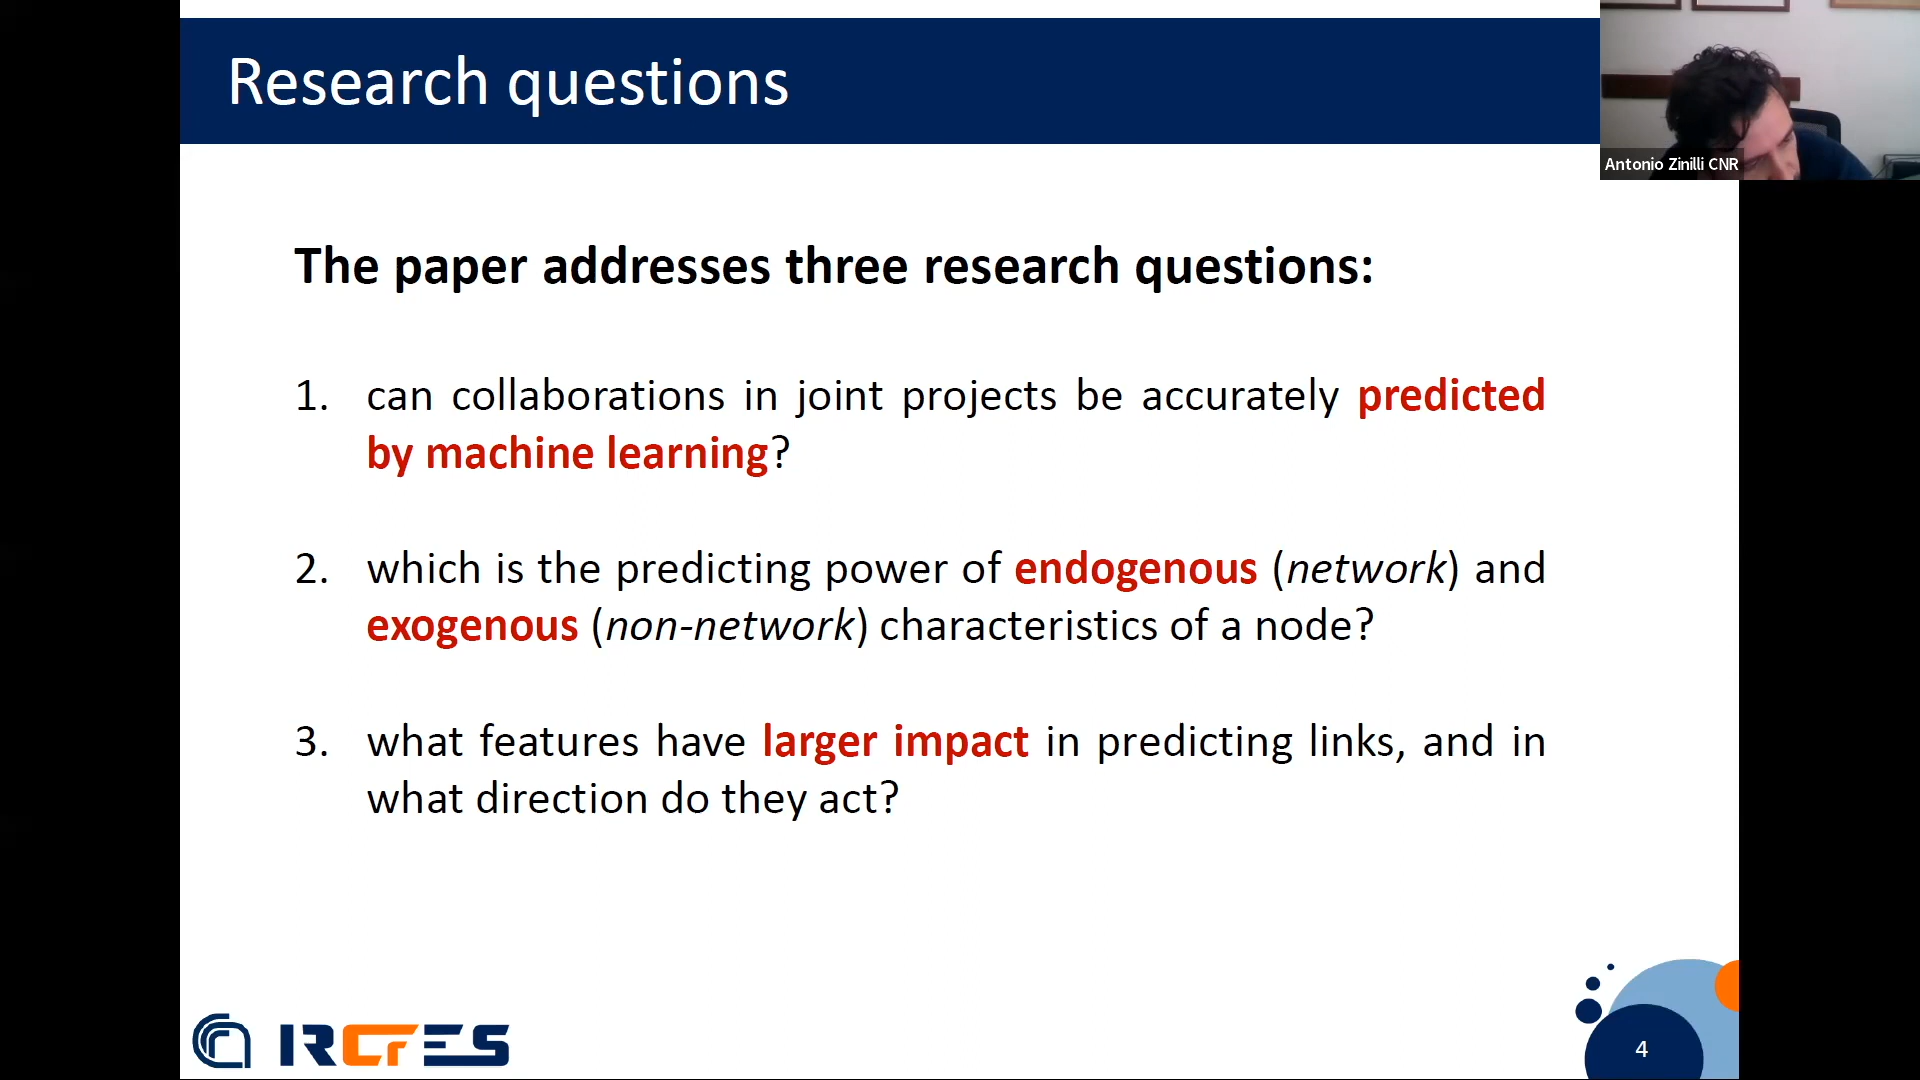 Research questions
Antonio Zinilli CNR
The paper addresses three research questions:
1. can collaborations in joint projects be accurately predicted
by machine learning?
2. which is the predicting power of endogenous (network) and
exogenous (non-network) characteristics of a node?
3. what features have larger impact in predicting links, and in
what direction do they act?
IRCrES
4